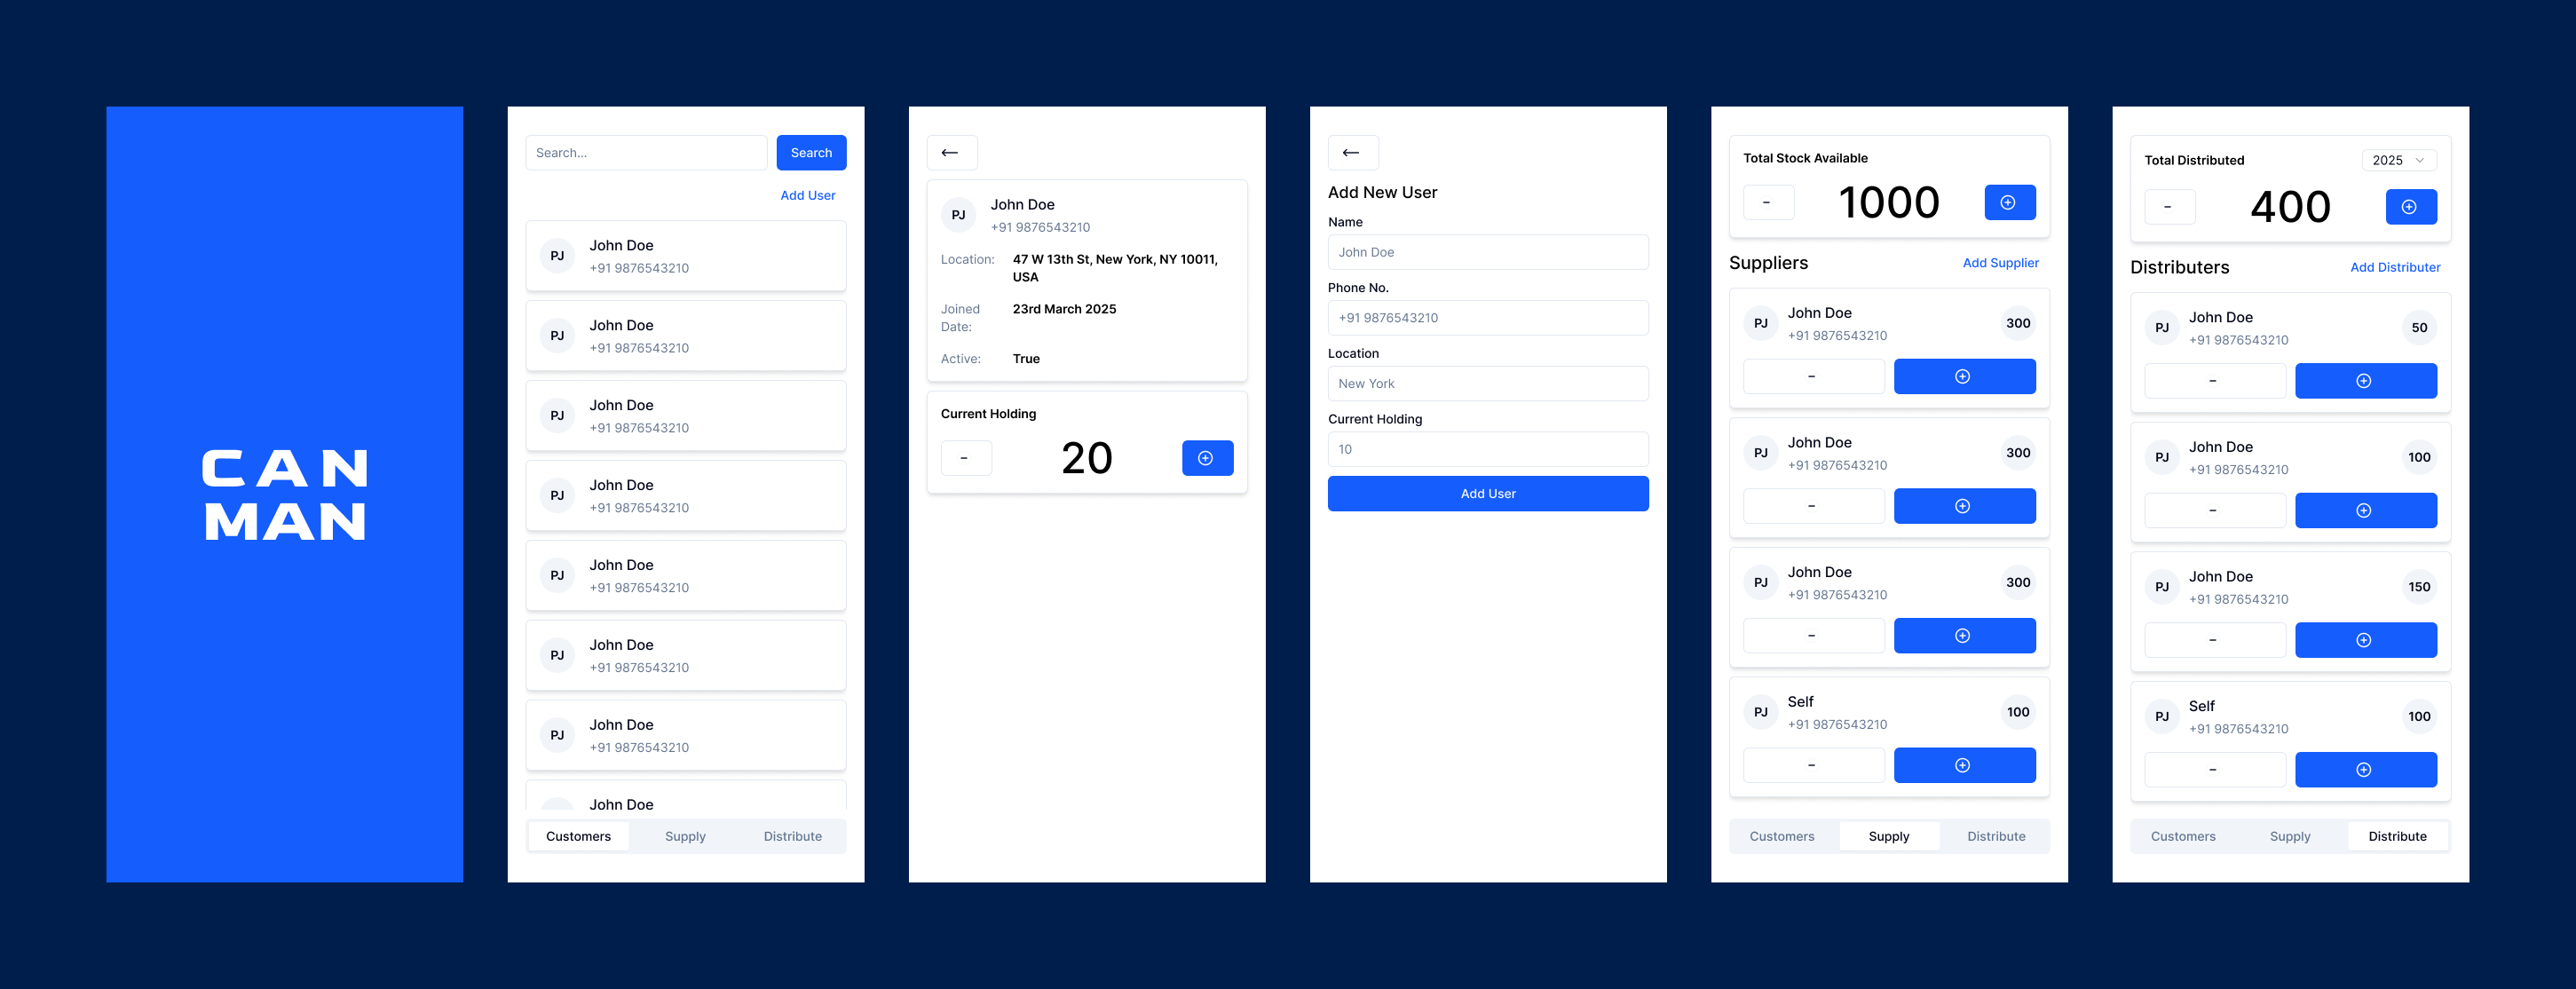 CAN
MAN
Search...
Search
Add User
PJ
John Doe
+91 9876543210
PJ
John Doe
+91 9876543210
PJ
John Doe
+91 9876543210
PJ
John Doe
+91 9876543210
PJ
John Doe
+91 9876543210
PJ
John Doe
+91 9876543210
PJ
John Doe
+91 9876543210
John Doe
Customers
Supply
Distribute
PJ
John Doe
+91 9876543210
Location:
47 W 13th St, New York, NY 10011,
USA
Joined
Date:
23rd March 2025
Active:
True
Current Holding
-
20
Add New User
Name
John Doe
Phone No.
+91 9876543210
Location
New York
Current Holding
10
Add User
Total Stock Available
-
1000
Suppliers
Add Supplier
PJ
John Doe
+91 9876543210
300
-
PJ
John Doe
+91 9876543210
300
-
PJ
John Doe
+91 9876543210
300
-
PJ
Self
+91 9876543210
100
-
Customers
Supply
Distribute
Total Distributed
2025
-
400
Distributers
Add Distributer
PJ
John Doe
+91 9876543210
50
-
PJ
John Doe
+91 9876543210
100
-
PJ
John Doe
+91 9876543210
150
-
PJ
Self
+91 9876543210
100
-
Customers
Supply
Distribute